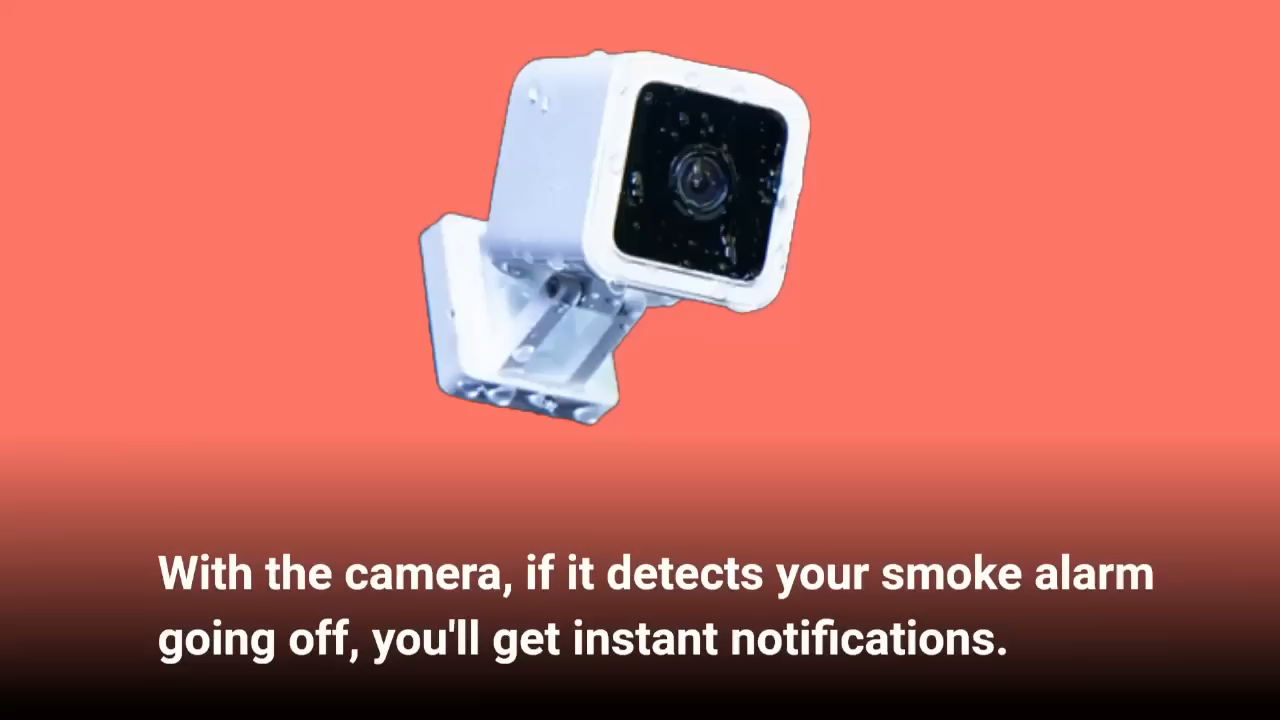 With the camera, if it detects your smoke alarm
going off, you'll get instant notifications.